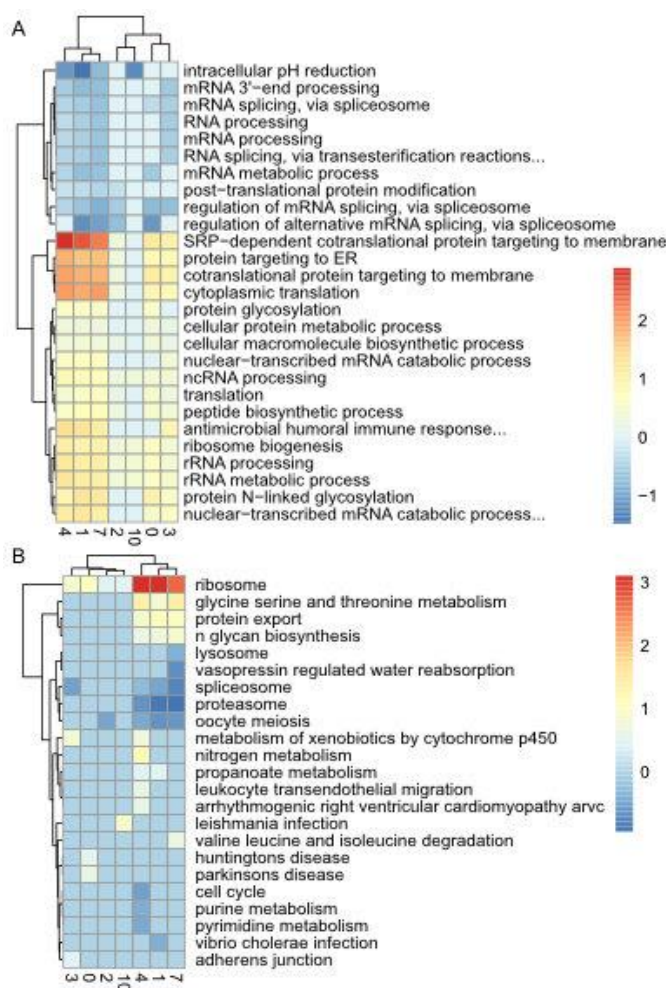 A
intracellular pH reduction
mRNA 3'-end processing
mRNA splicing, via spliceosome
RNA processing
mRNA processing
RNA splicing, via transesterification reactions...
mRNA metabolic process
post-translational protein modification
regulation of mRNA splicing, via spliceosome
regulation of alternative mRNA splicing, via spliceosome
SRP-dependent cotranslational protein targeting to membrane
protein targeting to ER
cotranslational protein targeting to membrane
cytoplasmic translation
protein glycosylation
cellular protein metabolic process
cellular macromolecule biosynthetic process
nuclear-transcribed mRNA catabolic process
ncRNA processing
translation
peptide biosynthetic process
antimicrobial humoral immune response...
ribosome biogenesis
rRNA processing
rRNA metabolic process
protein N-linked glycosylation
nuclear-transcribed mRNA catabolic process...
4 1 7 2 10 0 3
2
1
0
-1
B
ribosome
glycine serine and threonine metabolism
protein export
n glycan biosynthesis
lysosome
vasopressin regulated water reabsorption
spliceosome
proteasome
oocyte meiosis
metabolism of xenobiotics by cytochrome p450
nitrogen metabolism
propanoate metabolism
leukocyte transendothelial migration
arrhythmogenic right ventricular cardiomyopathy arvc
leishmania infection
valine leucine and isoleucine degradation
huntingtons disease
parkinsons disease
cell cycle
purine metabolism
pyrimidine metabolism
vibrio cholerae infection
adherens junction
3 0 2 10 4 1 7
3
2
1
0